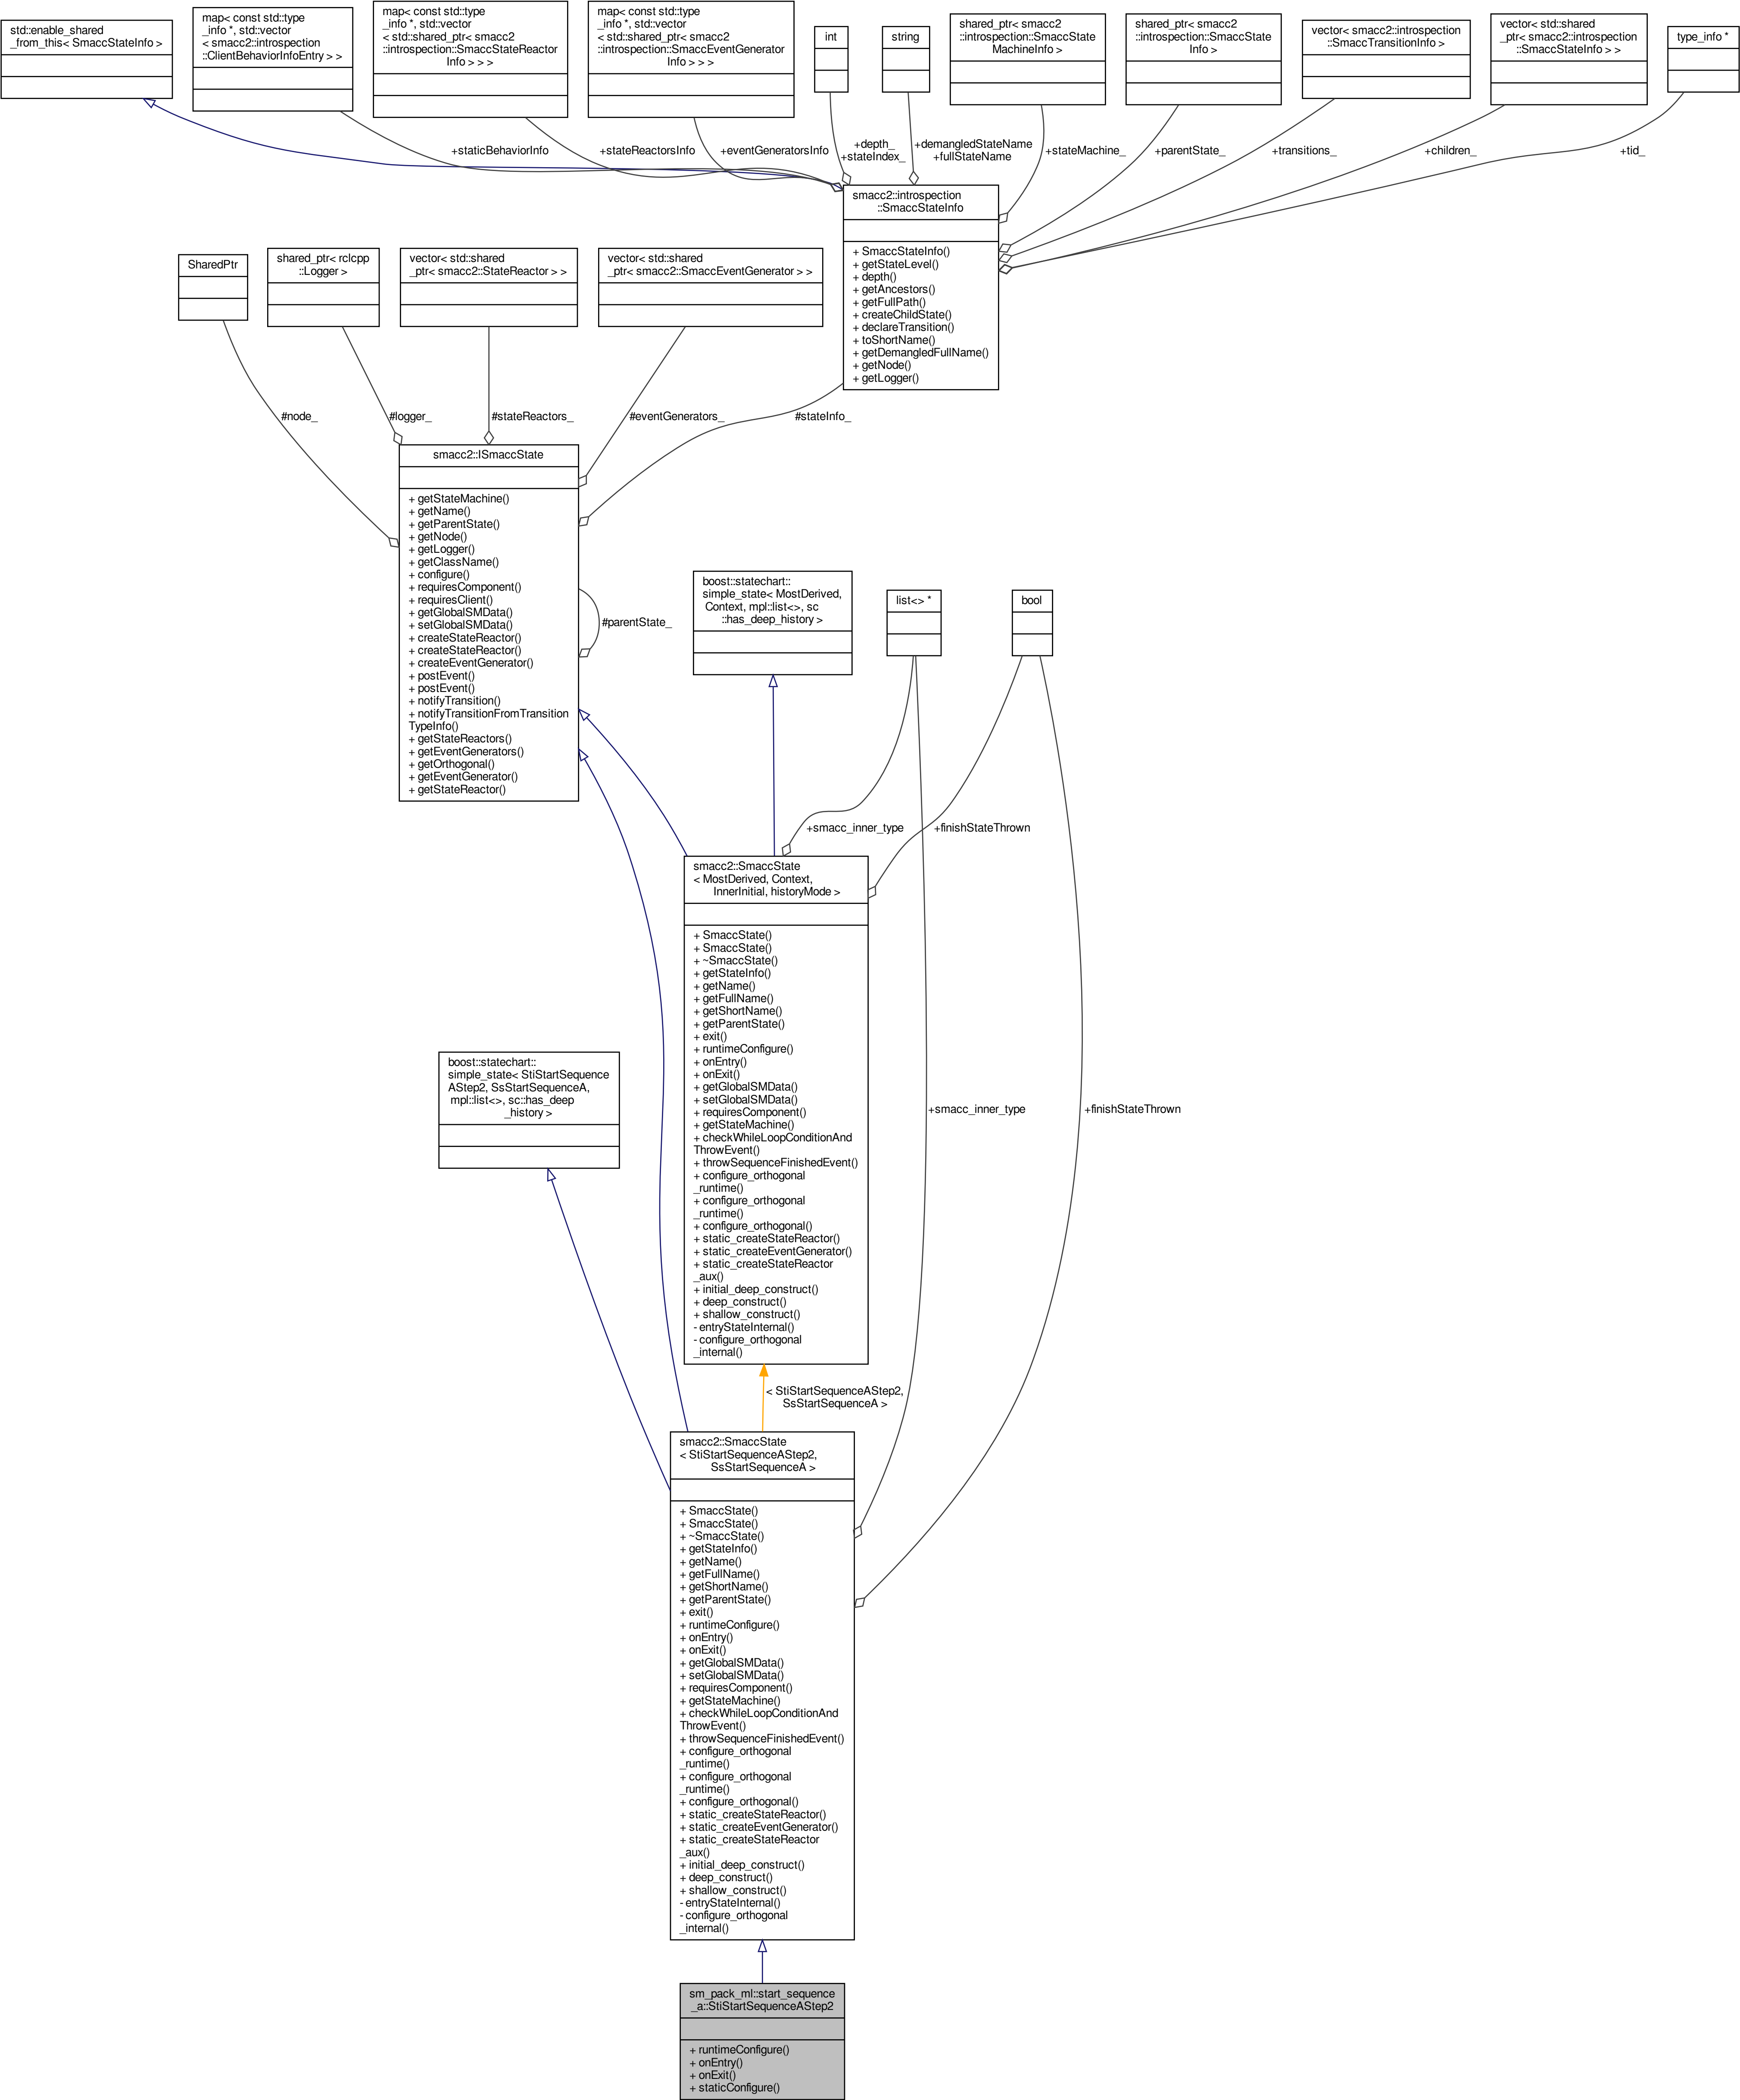 std::enable_shared
_from_this< SmaccStateInfo >
map< const std::type
_info *, std::vector
< smacc2::introspection
::ClientBehaviorInfoEntry > >
map< const std::type
_info *, std::vector
< std::shared_ptr< smacc2
::introspection::SmaccStateReactor
Info > > >
map< const std::type
_info *, std::vector
< std::shared_ptr< smacc2
::introspection::SmaccEventGenerator
Info > > >
int
string
shared_ptr< smacc2
::introspection::SmaccState
MachineInfo >
shared_ptr< smacc2
::introspection::SmaccState
Info >
vector< smacc2::introspection
::SmaccTransitionInfo >
vector< std::shared
_ptr< smacc2::introspection
::SmaccStateInfo > >
type_info *
+staticBehaviorInfo
+stateReactorsInfo
+eventGeneratorsInfo
+depth_
+stateIndex_
+demangledStateName
+fullStateName
+stateMachine_
+parentState_
+transitions_
+children_
+tid_
smacc2::introspection
::SmaccStateInfo
+ SmaccStateInfo()
+ getStateLevel()
+ depth()
+ getAncestors()
+ getFullPath()
+ createChildState()
+ declareTransition()
+ toShortName()
+ getDemangledFullName()
+ getNode()
+ getLogger()
SharedPtr
shared_ptr< rclcpp
::Logger >
vector< std::shared
_ptr< smacc2::StateReactor > >
vector< std::shared
_ptr< smacc2::SmaccEventGenerator > >
#node_
#logger_
#stateReactors_
#eventGenerators_
#stateInfo_
smacc2::ISmaccState
+ getStateMachine()
+ getName()
+ getParentState()
+ getNode()
+ getLogger()
+ getClassName()
+ configure()
+ requiresComponent()
+ requiresClient()
+ getGlobalSMData()
+ setGlobalSMData()
+ createStateReactor()
+ createStateReactor()
+ createEventGenerator()
+ postEvent()
+ postEvent()
+ notifyTransition()
+ notifyTransitionFromTransition
TypeInfo()
+ getStateReactors()
+ getEventGenerators()
+ getOrthogonal()
+ getEventGenerator()
+ getStateReactor()
#parentState_
boost::statechart::
simple_state< MostDerived,
Context, mpl::list<>, sc
::has_deep_history >
list<> *
bool
+smacc_inner_type
+finishStateThrown
smacc2::SmaccState
< MostDerived, Context,
InnerInitial, historyMode >
+ SmaccState()
+ SmaccState()
+ ~SmaccState()
+ getStateInfo()
+ getName()
+ getFullName()
+ getShortName()
+ getParentState()
+ exit()
+ runtimeConfigure()
+ onEntry()
+ onExit()
+ getGlobalSMData()
+ setGlobalSMData()
+ requiresComponent()
+ getStateMachine()
+ checkWhileLoopConditionAnd
ThrowEvent()
+ throwSequenceFinishedEvent()
+ configure_orthogonal
_runtime()
+ configure_orthogonal
_runtime()
+ configure_orthogonal()
+ static_createStateReactor()
+ static_createEventGenerator()
+ static_createStateReactor
_aux()
+ initial_deep_construct()
+ deep_construct()
+ shallow_construct()
- entryStateInternal()
- configure_orthogonal
_internal()
boost::statechart::
simple_state< StiStartSequence
AStep2, SsStartSequenceA,
mpl::list<>, sc::has_deep
_history >
+smacc_inner_type
+finishStateThrown
< StiStartSequenceAStep2,
SsStartSequenceA >
smacc2::SmaccState
< StiStartSequenceAStep2,
SsStartSequenceA >
+ SmaccState()
+ SmaccState()
+ ~SmaccState()
+ getStateInfo()
+ getName()
+ getFullName()
+ getShortName()
+ getParentState()
+ exit()
+ runtimeConfigure()
+ onEntry()
+ onExit()
+ getGlobalSMData()
+ setGlobalSMData()
+ requiresComponent()
+ getStateMachine()
+ checkWhileLoopConditionAnd
ThrowEvent()
+ throwSequenceFinishedEvent()
+ configure_orthogonal
_runtime()
+ configure_orthogonal
_runtime()
+ configure_orthogonal()
+ static_createStateReactor()
+ static_createEventGenerator()
+ static_createStateReactor
_aux()
+ initial_deep_construct()
+ deep_construct()
+ shallow_construct()
- entryStateInternal()
- configure_orthogonal
_internal()
sm_pack_ml::start_sequence
_a::StiStartSequenceAStep2
+ runtimeConfigure()
+ onEntry()
+ onExit()
+ staticConfigure()